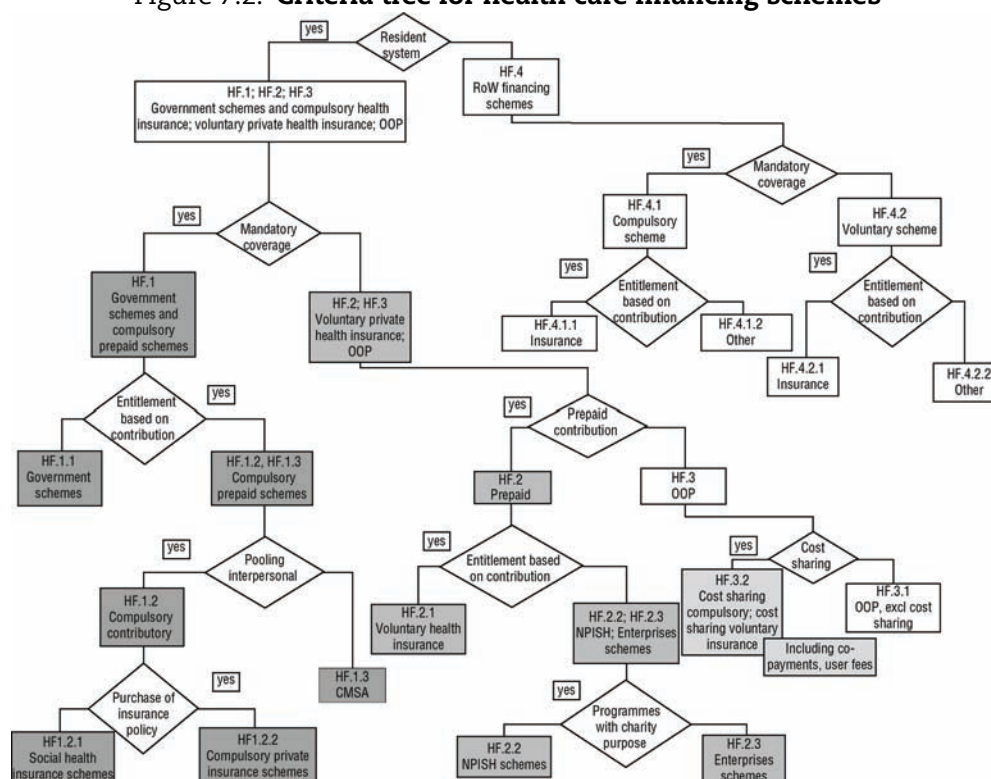 Figure 7.2. Criteria tree for health care financing schemes
yes
Resident
system
HF.1; HF.2; HF.3
Government schemes and compulsory health
insurance; voluntary private health insurance; OOP
HF.4
RoW financing
schemes
yes
Mandatory
coverage
yes
Mandatory
coverage
HF.4.1
Compulsory
scheme
HF.4.2
Voluntary scheme
HF.1
Government
schemes and
compulsory
prepaid schemes
HF.2; HF.3
Voluntary private
health insurance;
OOP
yes
Entitlement
based on
contribution
yes
Entitlement
based on
contribution
HF.4.1.1
Insurance
HF.4.1.2
Other
HF.4.2.1
Insurance
HF.4.2.2
Other
yes
Entitlement
based on
contribution
yes
Prepaid
contribution
HF.1.1
Government
schemes
HF.1.2, HF.1.3
Compulsory
prepaid schemes
HF.2
Prepaid
HF.3
OOP
yes
Pooling
interpersonal
yes
Entitlement based
on contribution
yes
Cost
sharing
HF.1.2
Compulsory
contributory
HF.2.1
Voluntary health
insurance
HF.2.2; HF.2.3
NPISH; Enterprises
schemes
HF.3.2
Cost sharing
compulsory; cost
sharing voluntary
insurance
HF.3.1
OOP, excl cost
sharing
Including co-
payments, user fees
HF.1.3
CMSA
yes
Purchase of
insurance
policy
yes
Programmes
with charity
purpose
HF1.2.1
Social health
insurance schemes
HF1.2.2
Compulsory private
insurance schemes
HF.2.2
NPISH schemes
HF.2.3
Enterprises
schemes